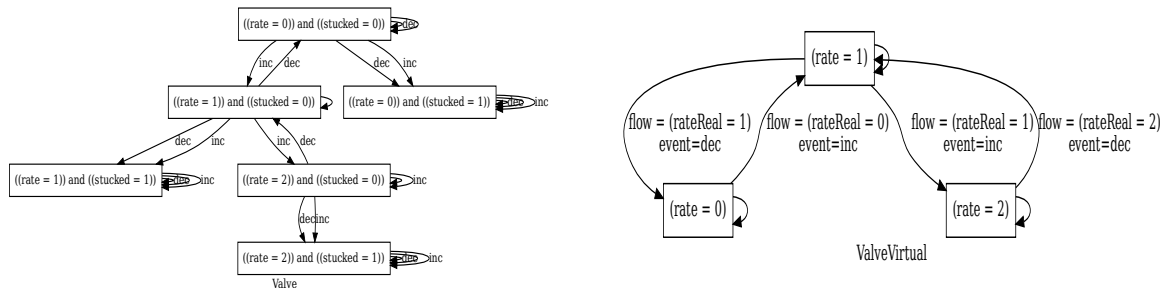 ((rate = 0)) and ((stucked = 0))
dec
inc
dec
dec
inc
((rate = 1)) and ((stucked = 0))
((rate = 0)) and ((stucked = 1))
dec
inc
dec
inc
inc
dec
((rate = 1)) and ((stucked = 1))
dec
inc
((rate = 2)) and ((stucked = 0))
inc
dec
inc
((rate = 2)) and ((stucked = 1))
dec
inc
Valve
(rate = 1)
flow = (rateReal = 1)
event=dec
flow = (rateReal = 0)
event=inc
flow = (rateReal = 1)
event=inc
flow = (rateReal = 2)
event=dec
(rate = 0)
(rate = 2)
ValveVirtual